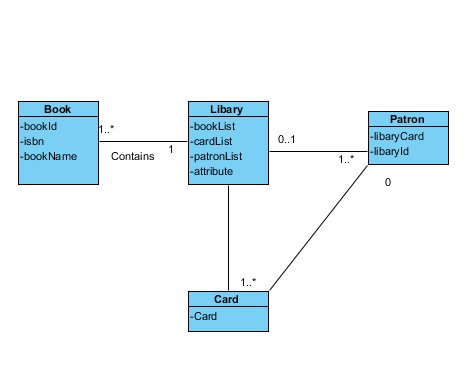 Book
-bookId
-isbn
-bookName
1..*
Contains
1
Libary
-bookList
-cardList
-patronList
-attribute
0..1
1..*
Patron
-libaryCard
-libaryId
0
1..*
Card
-Card